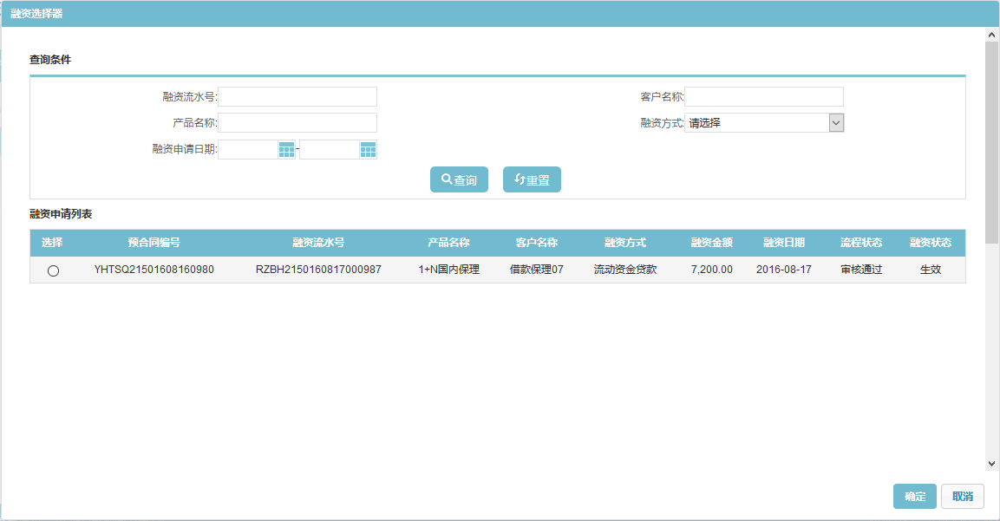 融资选择器
查询条件
融资流水号: 客户名称:
产品名称: 融资方式: 请选择
融资申请日期: -
查询 重置
融资申请列表
选择 预合同编号 融资流水号 产品名称 客户名称 融资方式 融资金额 融资日期 流程状态 融资状态
YHTSQ21501608160980 RZBH2150160817000987 1+N国内保理 借款保理07 流动资金贷款 7,200.00 2016-08-17 审核通过 生效
确定 取消